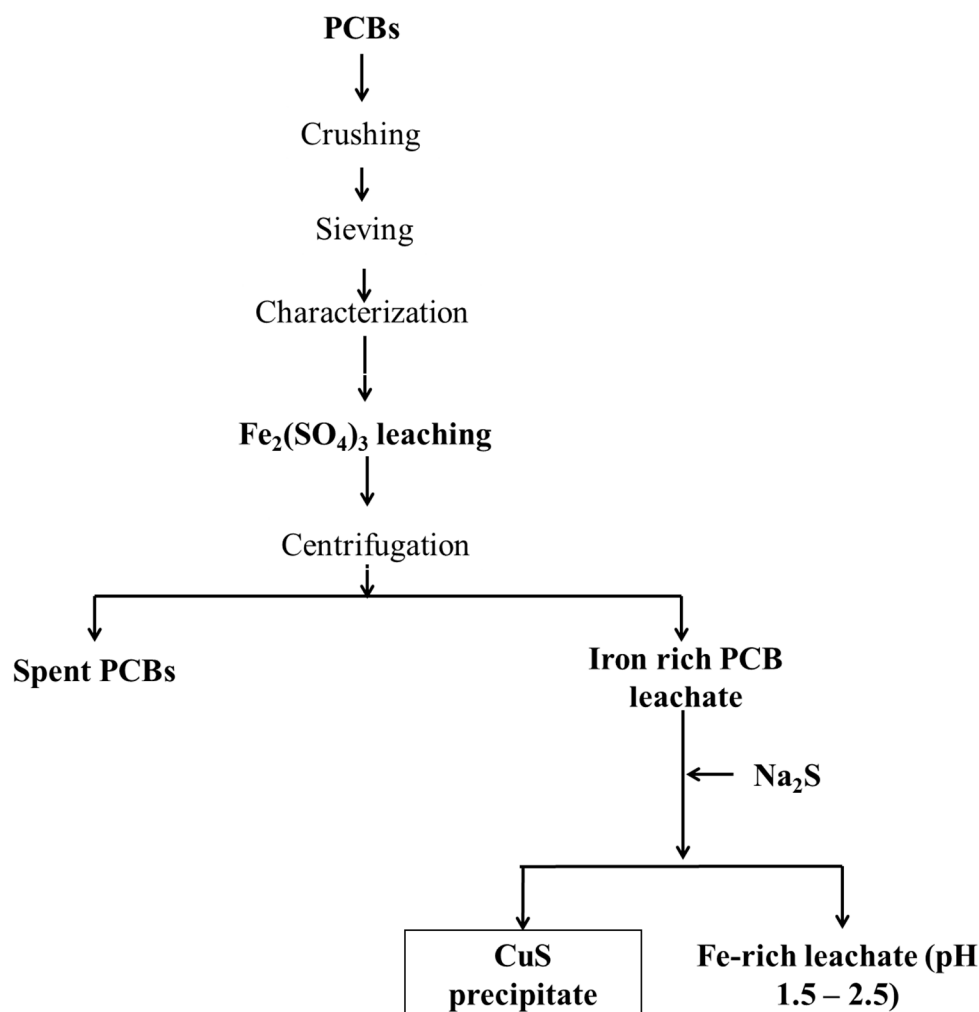 PCBs
Crushing
Sieving
Characterization
Fe₂(SO₄)₃ leaching
Centrifugation
Spent PCBs
Iron rich PCB
leachate
Na₂S
CuS
precipitate
Fe-rich leachate (pH
1.5 – 2.5)